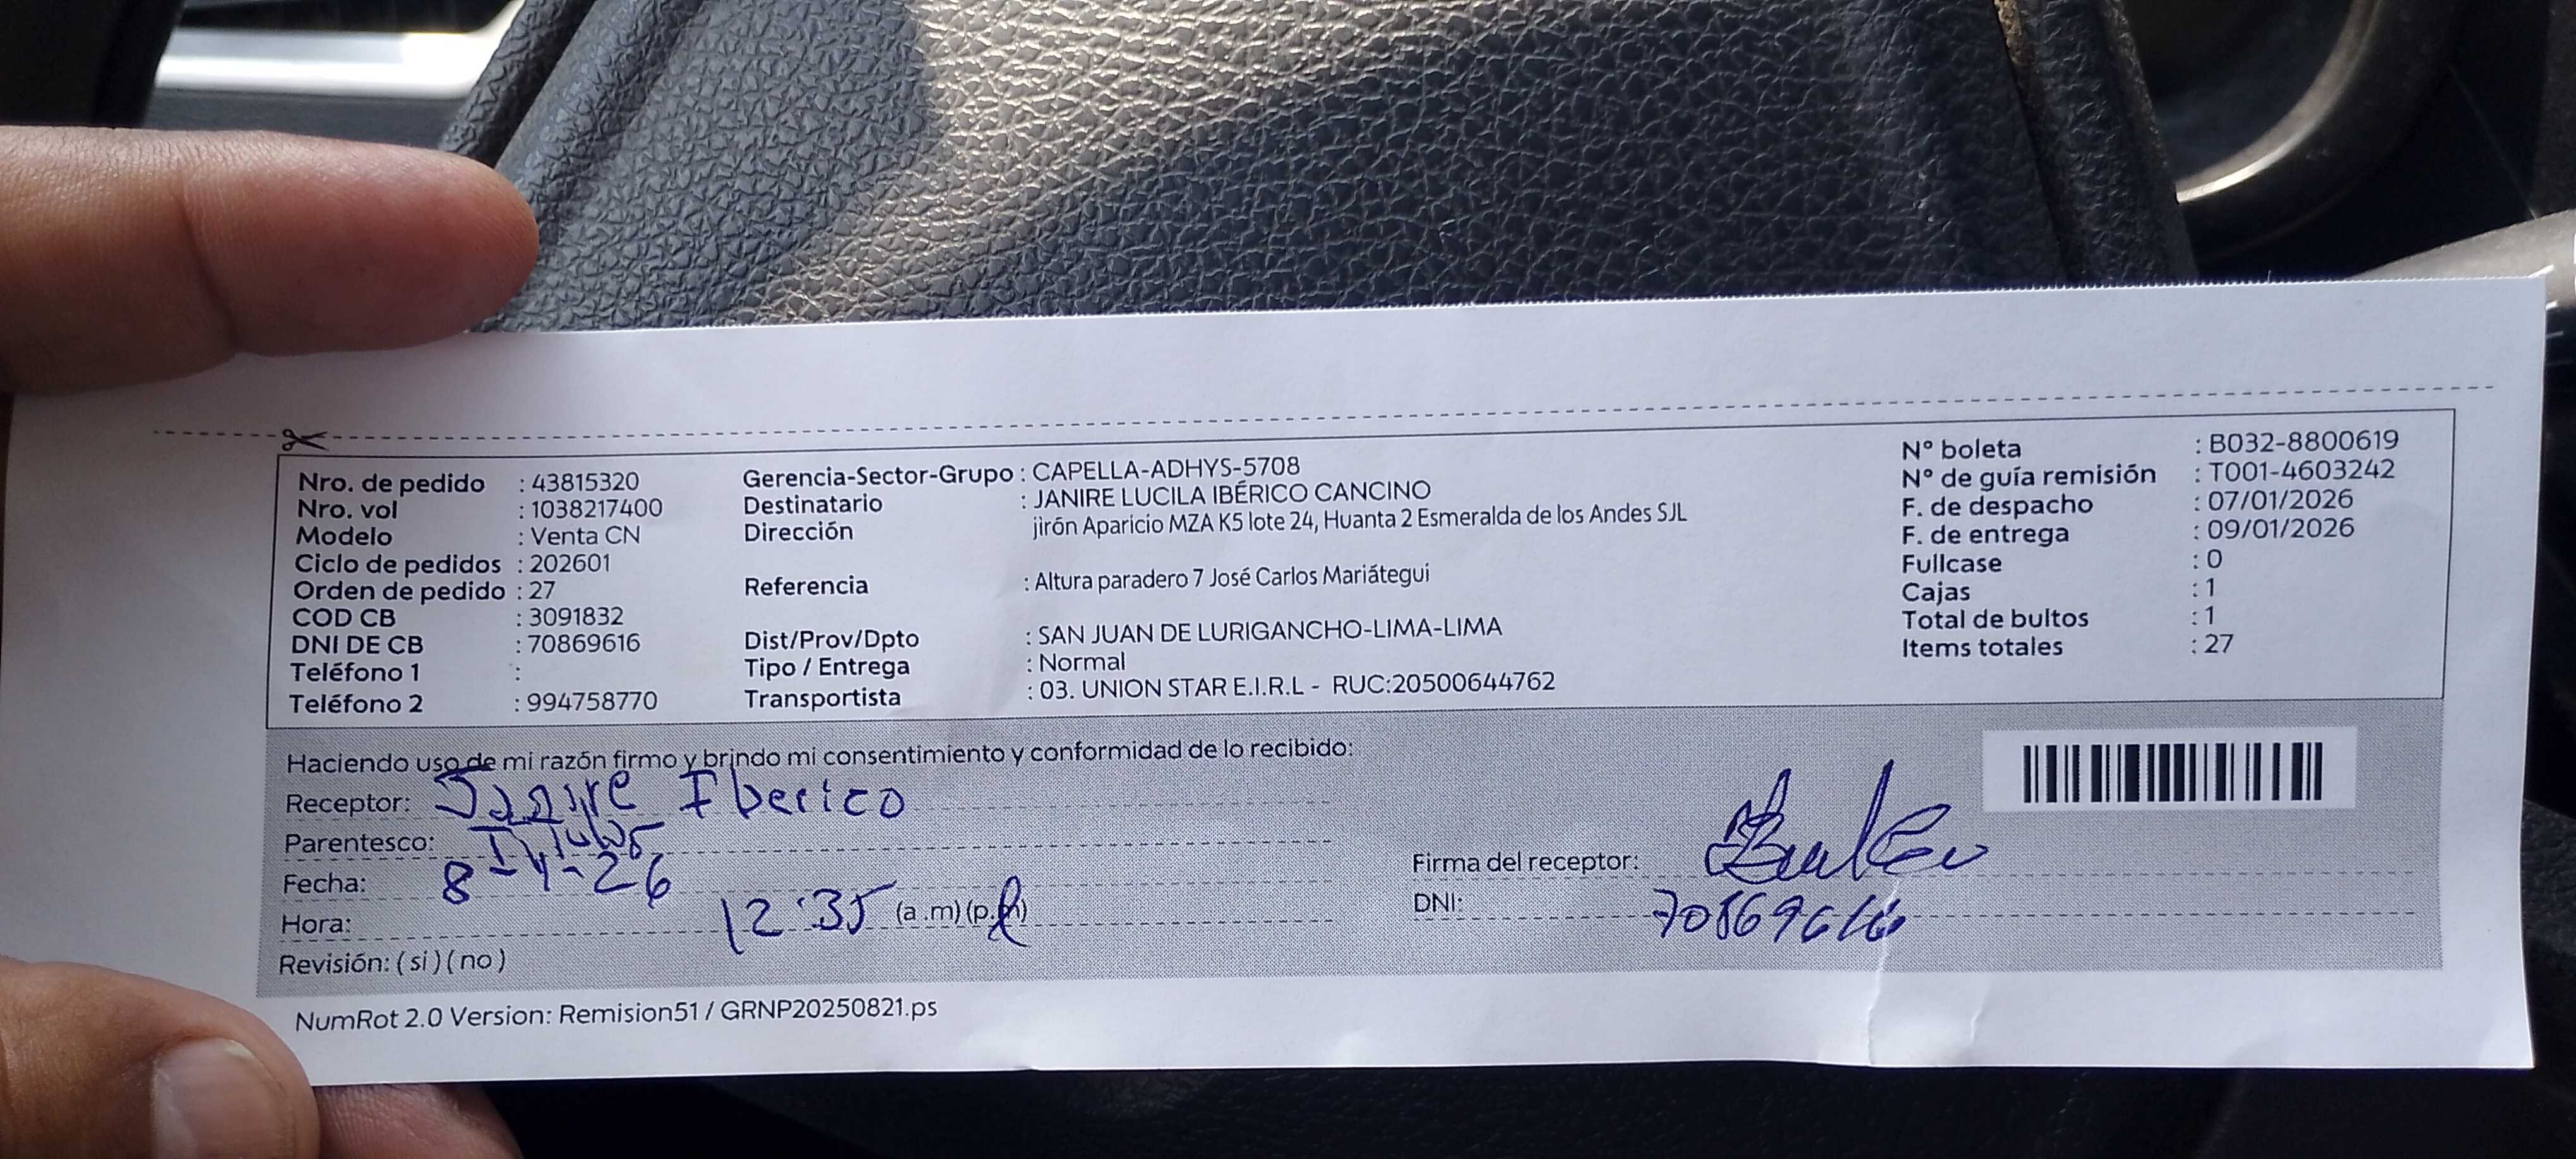 Nro. de pedido : 43815320
Nro. vol : 1038217400
Modelo : Venta CN
Ciclo de pedidos : 202601
Orden de pedido : 27
COD CB : 3091832
DNI DE CB : 70869616
Teléfono 1 :
Teléfono 2 : 994758770
Gerencia-Sector-Grupo : CAPELLA-ADHYS-5708
Destinatario : JANIRE LUCILA IBÉRICO CANCINO
Dirección jirón Aparicio MZA K5 lote 24, Huanta 2 Esmeralda de los Andes SJL
Referencia : Altura paradero 7 José Carlos Mariátegui
Dist/Prov/Dpto : SAN JUAN DE LURIGANCHO-LIMA-LIMA
Tipo / Entrega : Normal
Transportista : 03. UNION STAR E.I.R.L - RUC:20500644762
N° boleta : B032-8800619
N° de guía remisión : T001-4603242
F. de despacho : 07/01/2026
F. de entrega : 09/01/2026
Fullcase : 0
Cajas : 1
Total de bultos : 1
Items totales : 27
Haciendo uso de mi razón firmo y brindo mi consentimiento y conformidad de lo recibido:
Receptor: Janire Iberico
Parentesco: Titular
Fecha: 8-1-26
Hora: 12:35 (a.m)(p.m)
Revisión: (si)(no)
Firma del receptor:
DNI: 70869616
NumRot 2.0 Version: Remision51 / GRNP20250821.ps